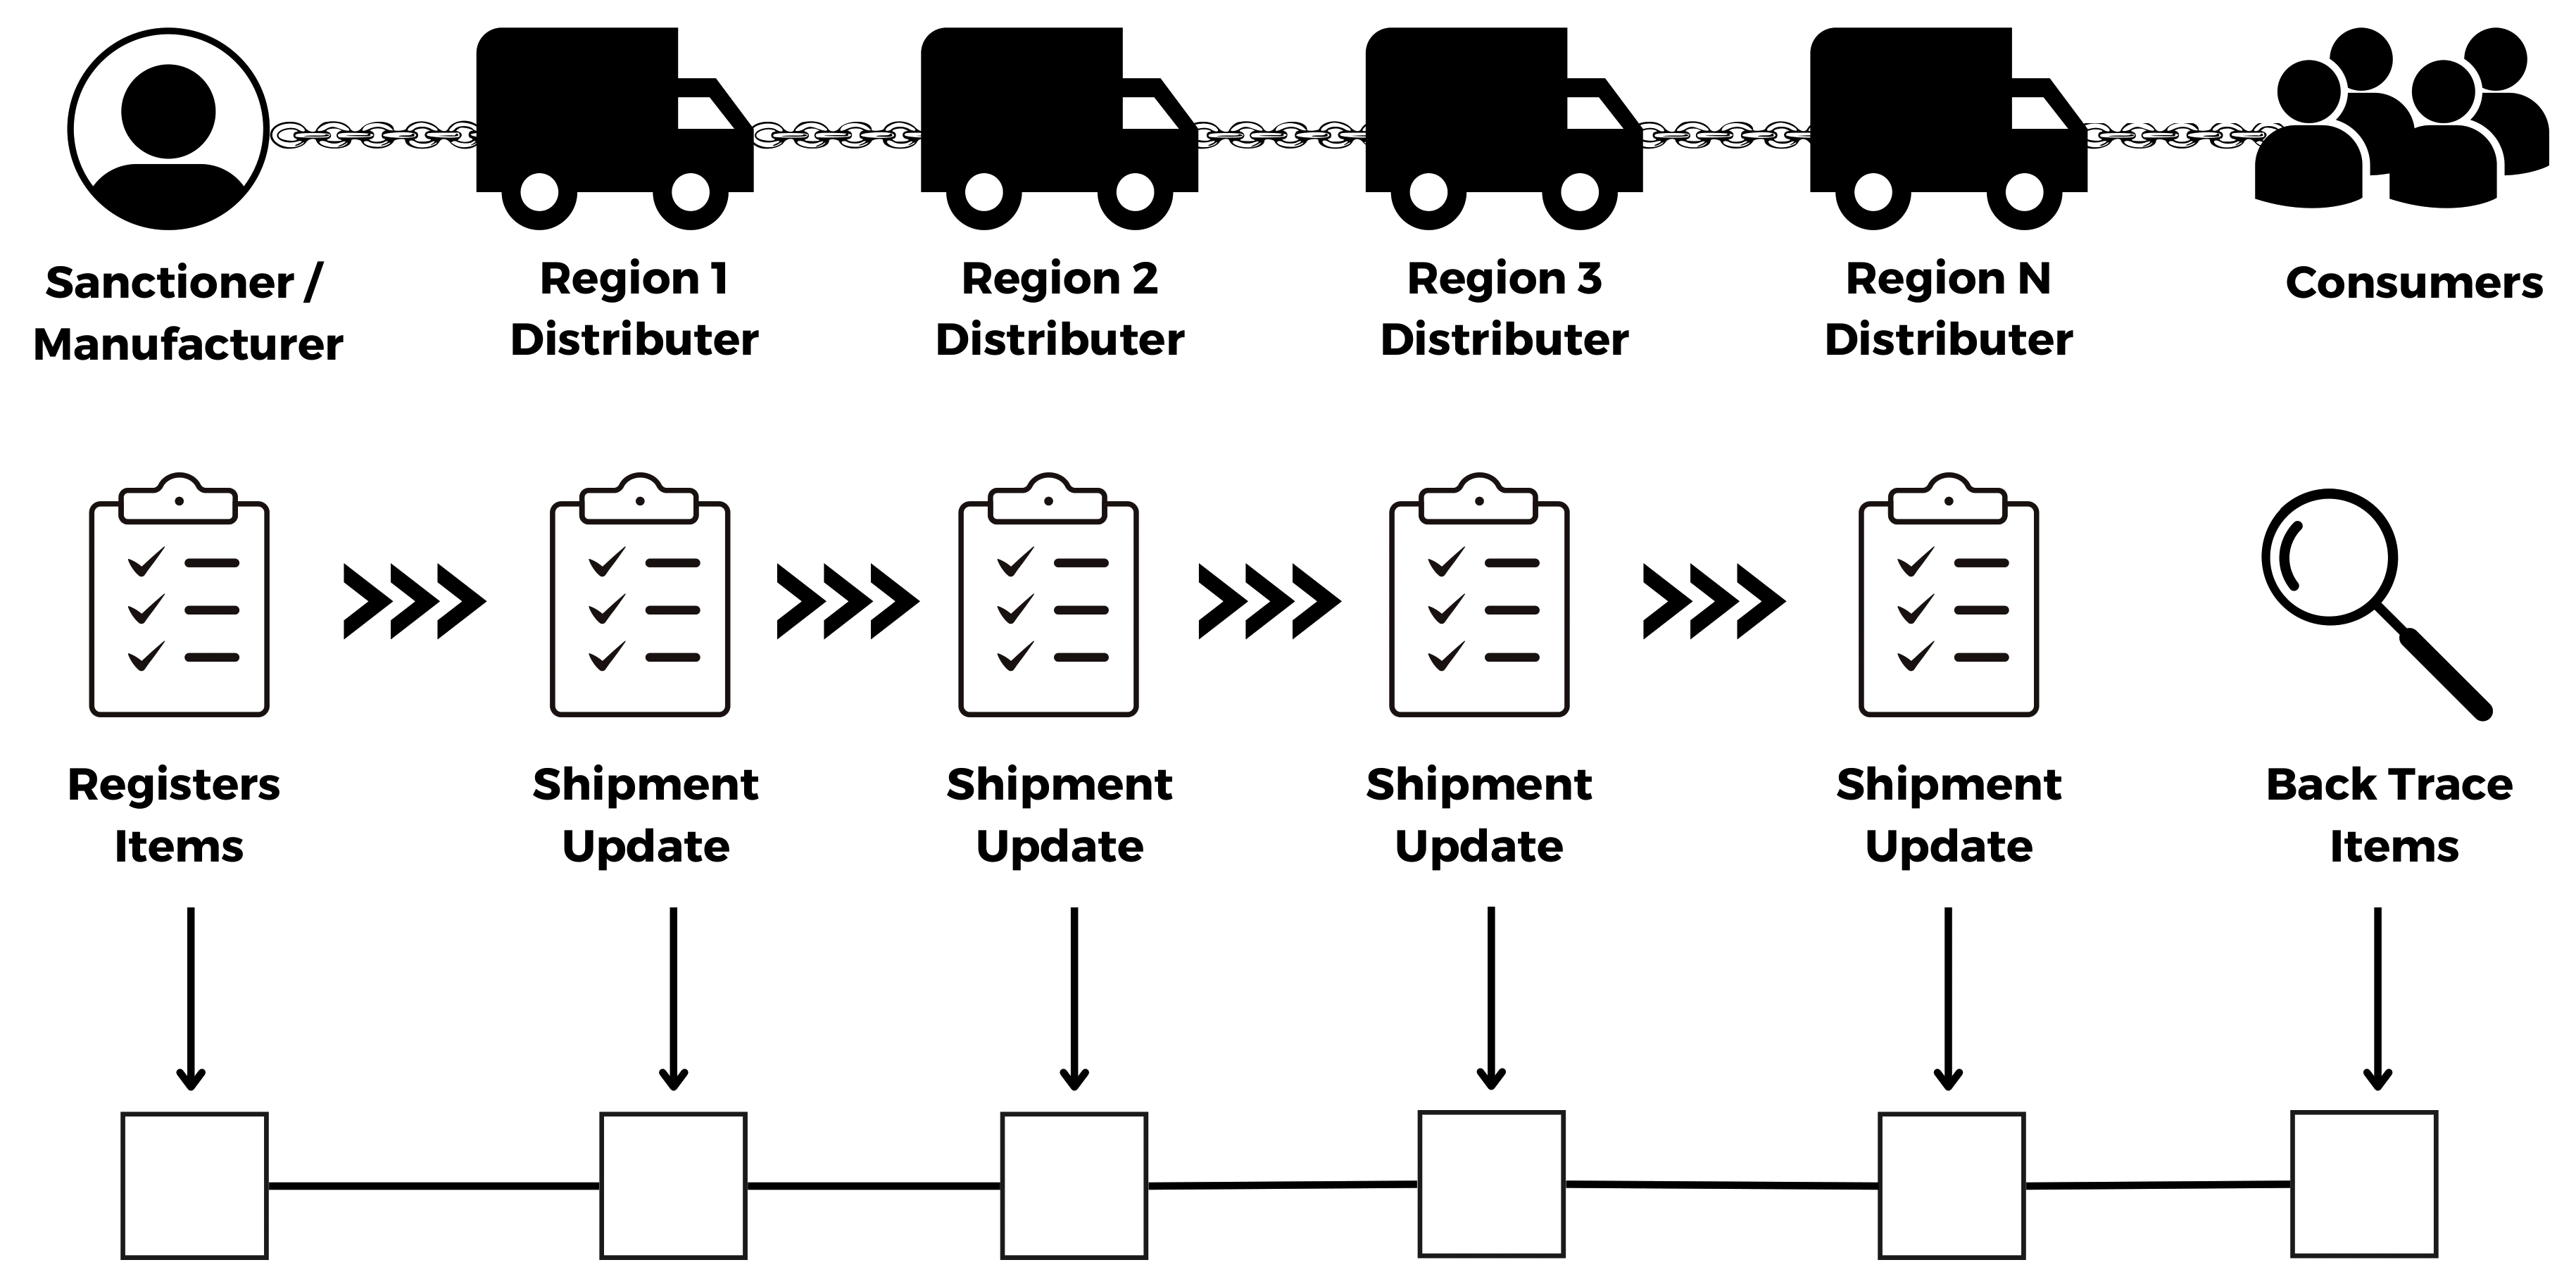 Sanctioner /
Manufacturer
Region 1
Distributer
Region 2
Distributer
Region 3
Distributer
Region N
Distributer
Consumers
Registers
Items
Shipment
Update
Shipment
Update
Shipment
Update
Shipment
Update
Back Trace
Items